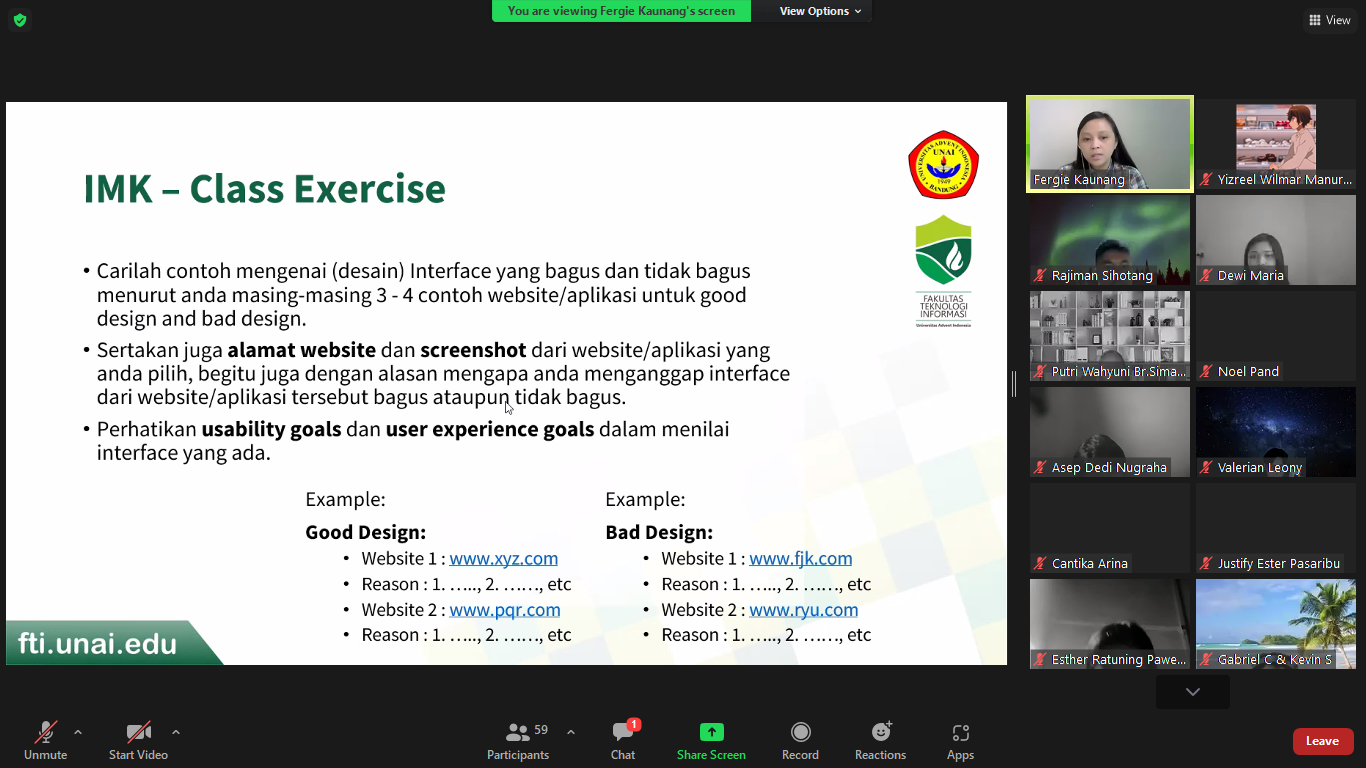 You are viewing Fergie Kaunang's screen
View Options
View
IMK – Class Exercise
• Carilah contoh mengenai (desain) Interface yang bagus dan tidak bagus
menurut anda masing-masing 3 - 4 contoh website/aplikasi untuk good
design and bad design.
• Sertakan juga alamat website dan screenshot dari website/aplikasi yang
anda pilih, begitu juga dengan alasan mengapa anda menganggap interface
dari website/aplikasi tersebut bagus ataupun tidak bagus.
• Perhatikan usability goals dan user experience goals dalam menilai
interface yang ada.
Example:
Good Design:
• Website 1 : www.xyz.com
• Reason : 1. ….., 2. ……, etc
• Website 2 : www.pqr.com
• Reason : 1. ….., 2. ……, etc
Example:
Bad Design:
• Website 1 : www.fjk.com
• Reason : 1. ….., 2. ……, etc
• Website 2 : www.ryu.com
• Reason : 1. ….., 2. ……, etc
UNIVERSITAS ADVENT INDONESIA
UNAI
1949
BANDUNG
FAKULTAS
TEKNOLOGI
INFORMASI
Universitas Advent Indonesia
fti.unai.edu
Fergie Kaunang
Yizreel Wilmar Manur...
Rajiman Sihotang
Dewi Maria
Putri Wahyuni Br.Sima...
Noel Pand
Asep Dedi Nugraha
Valerian Leony
Cantika Arina
Justify Ester Pasaribu
Esther Ratuning Pawe...
Gabriel C & Kevin S
Unmute
Start Video
59
Participants
1
Chat
Share Screen
Record
Reactions
Apps
Leave